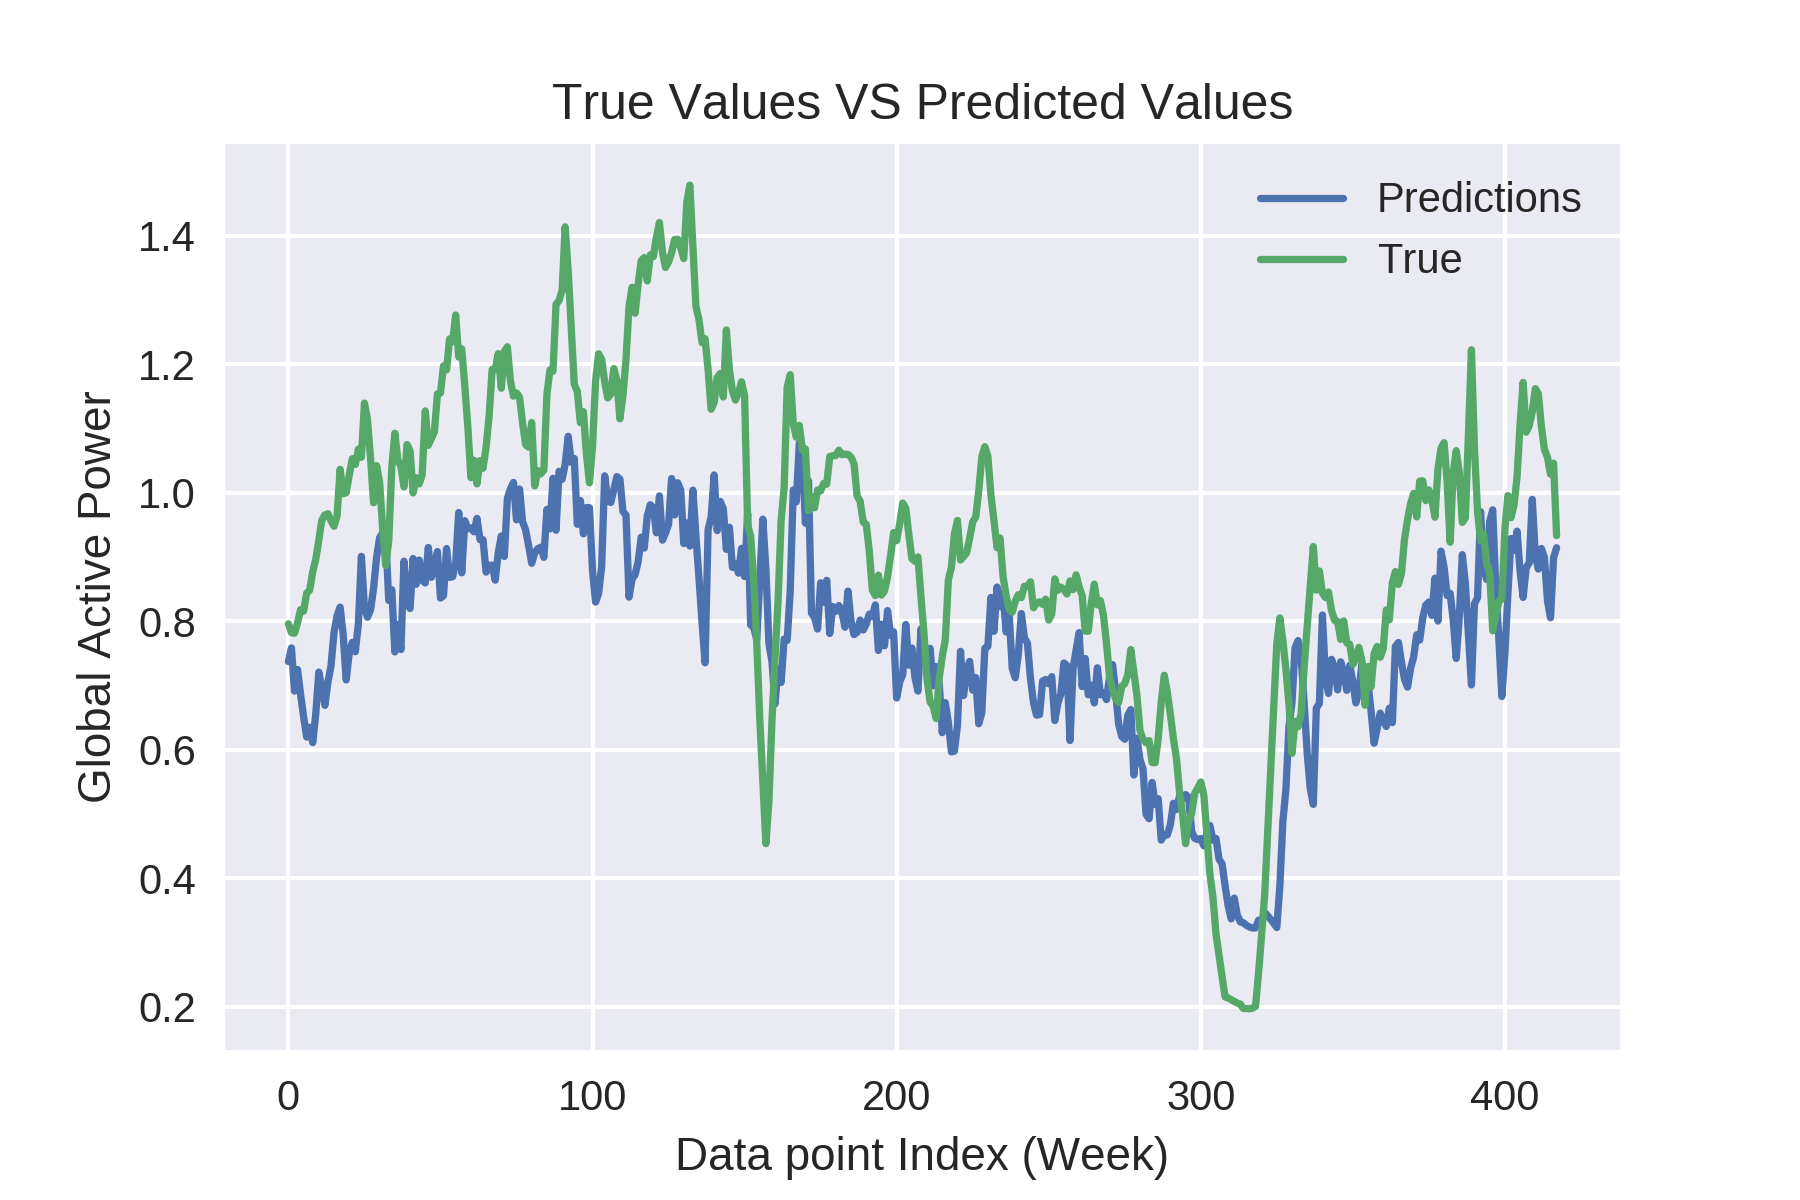 True Values VS Predicted Values
Predictions
True
Global Active Power
1.4
1.2
1.0
0.8
0.6
0.4
0.2
0 100 200 300 400
Data point Index (Week)